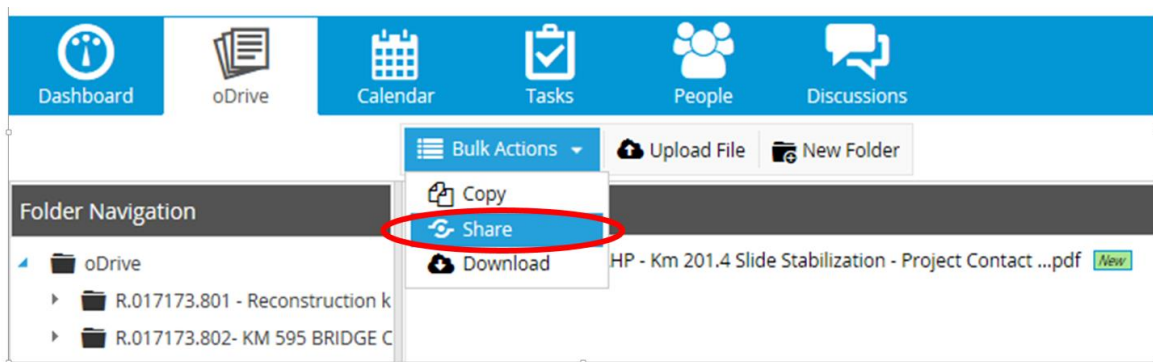 Dashboard oDrive Calendar Tasks People Discussions
Bulk Actions Upload File New Folder
Copy
Folder Navigation
Share
oDrive
Download HP - Km 201.4 Slide Stabilization - Project Contact ...pdf New
R.017173.801 - Reconstruction k
R.017173.802- KM 595 BRIDGE C